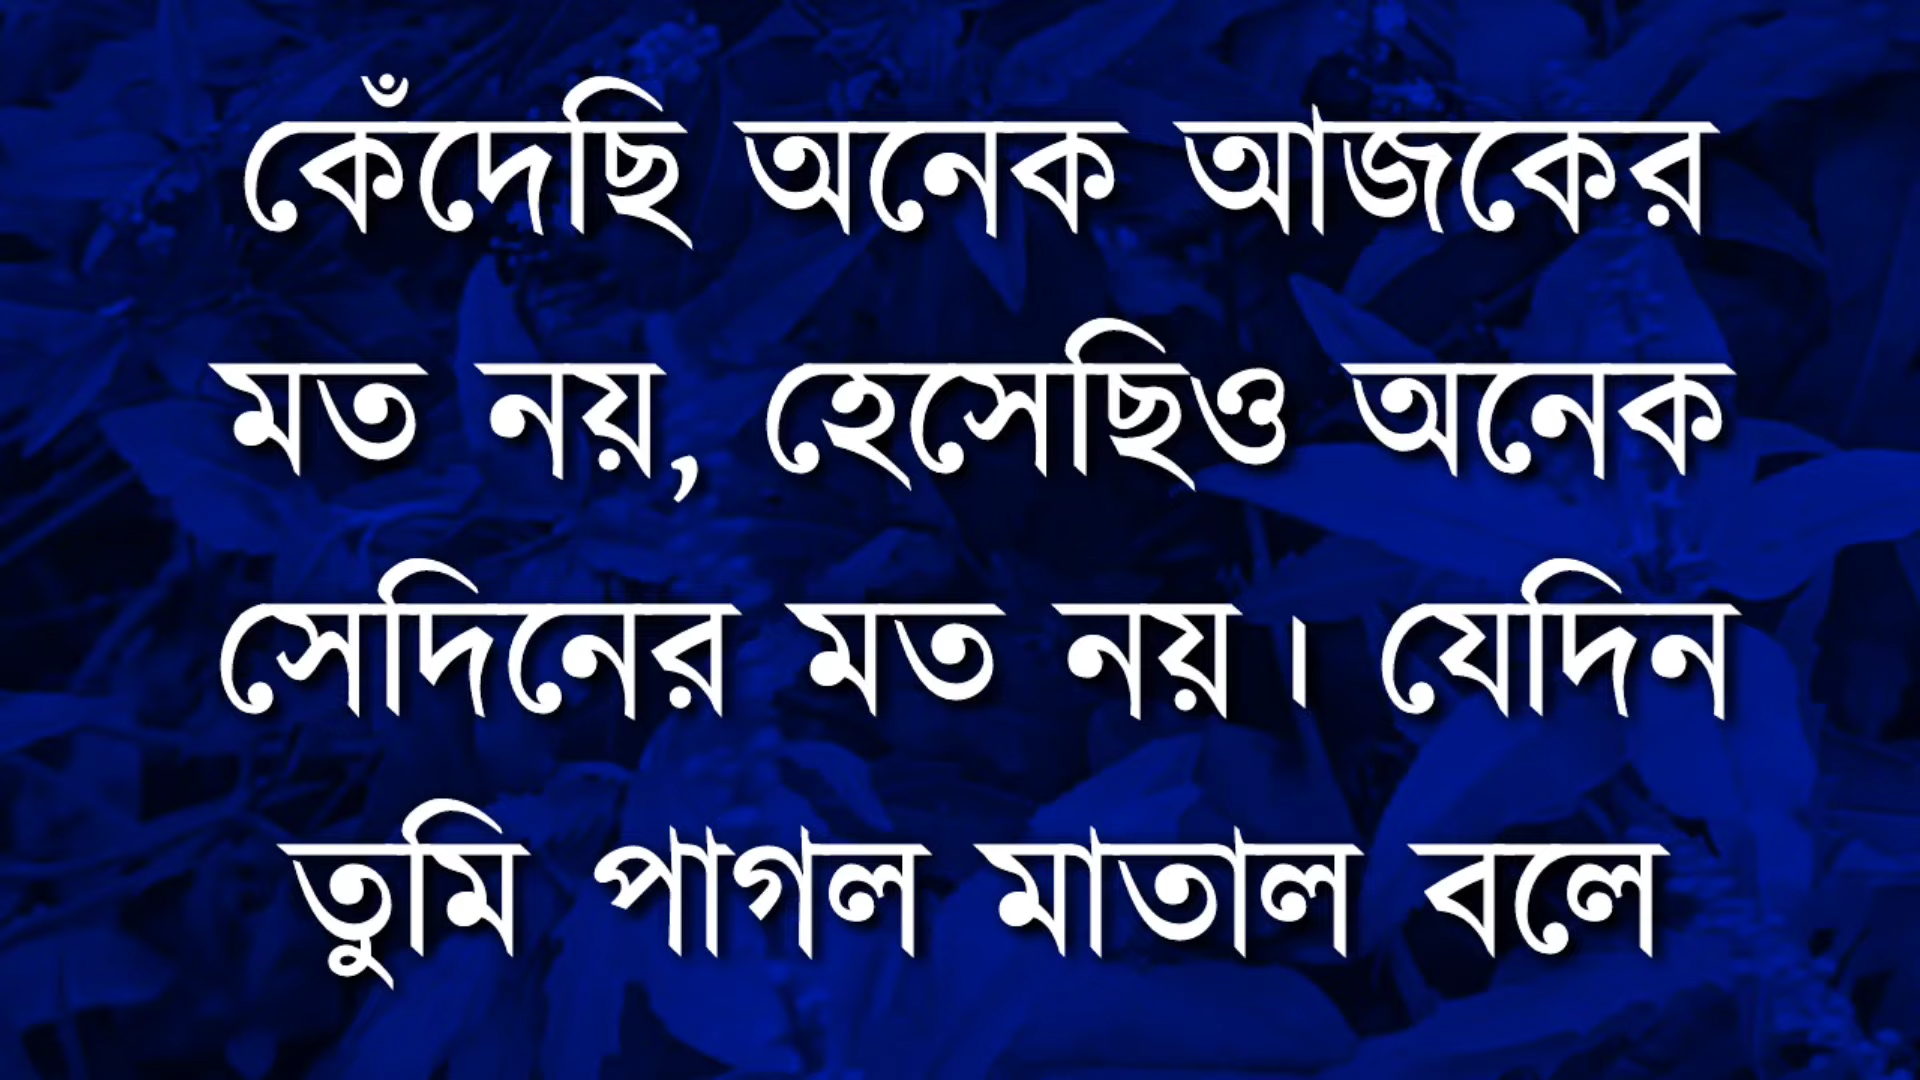 কেঁদেছি অনেক আজকের
মত নয়, হেসেছিও অনেক
সেদিনের মত নয়। যেদিন
তুমি পাগল মাতাল বলে